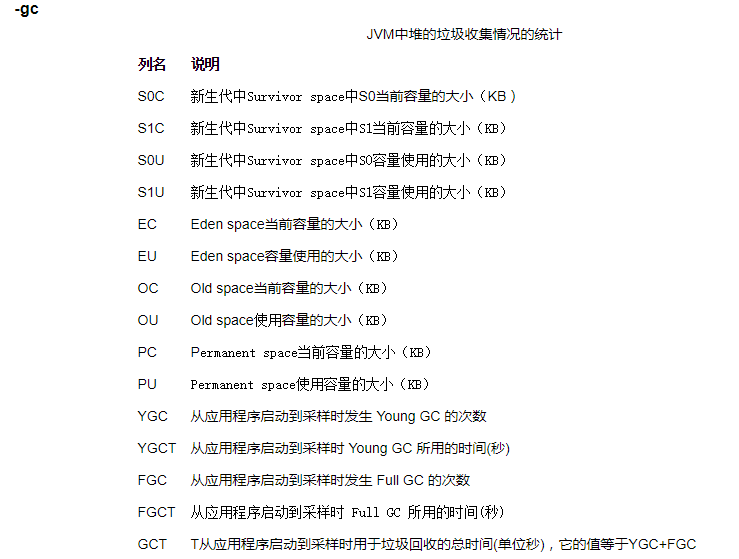 -gc
JVM中堆的垃圾收集情况的统计
列名 说明
S0C 新生代中Survivor space中S0当前容量的大小（KB）
S1C 新生代中Survivor space中S1当前容量的大小（KB）
S0U 新生代中Survivor space中S0容量使用的大小（KB）
S1U 新生代中Survivor space中S1容量使用的大小（KB）
EC Eden space当前容量的大小（KB）
EU Eden space容量使用的大小（KB）
OC Old space当前容量的大小（KB）
OU Old space使用容量的大小（KB）
PC Permanent space当前容量的大小（KB）
PU Permanent space使用容量的大小（KB）
YGC 从应用程序启动到采样时发生 Young GC 的次数
YGCT 从应用程序启动到采样时 Young GC 所用的时间(秒)
FGC 从应用程序启动到采样时发生 Full GC 的次数
FGCT 从应用程序启动到采样时 Full GC 所用的时间(秒)
GCT T从应用程序启动到采样时用于垃圾回收的总时间(单位秒)，它的值等于YGC+FGC